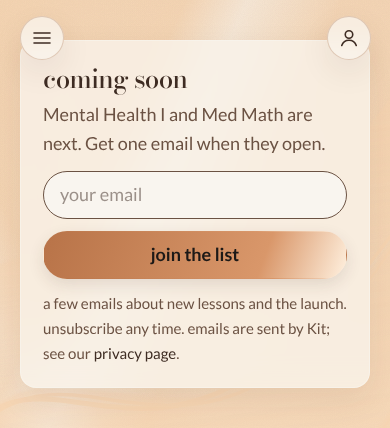 coming soon
Mental Health I and Med Math are
next. Get one email when they open.
your email
join the list
a few emails about new lessons and the launch.
unsubscribe any time. emails are sent by Kit;
see our privacy page.